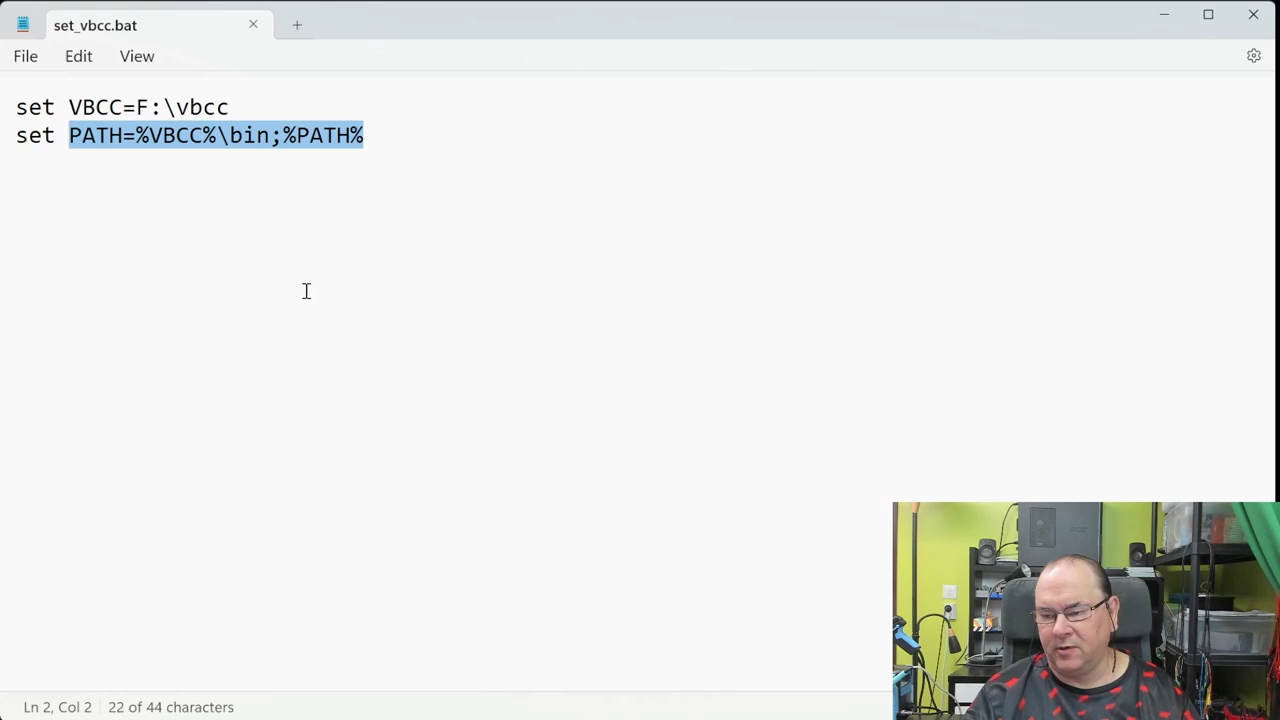 set_vbcc.bat
File Edit View
set VBCC=F:\vbcc
set PATH=%VBCC%\bin;%PATH%
Ln 2, Col 2 22 of 44 characters